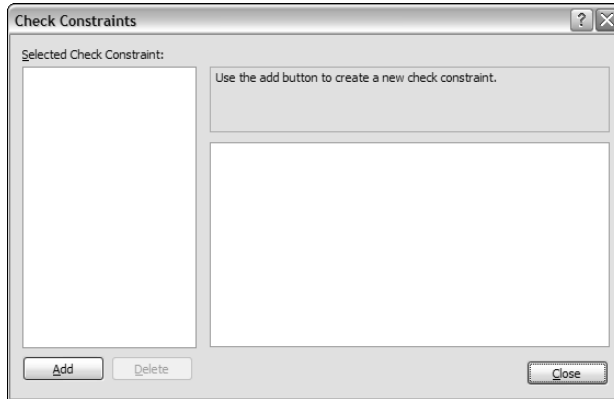 Check Constraints
?
Selected Check Constraint:
Use the add button to create a new check constraint.
Add
Delete
Close